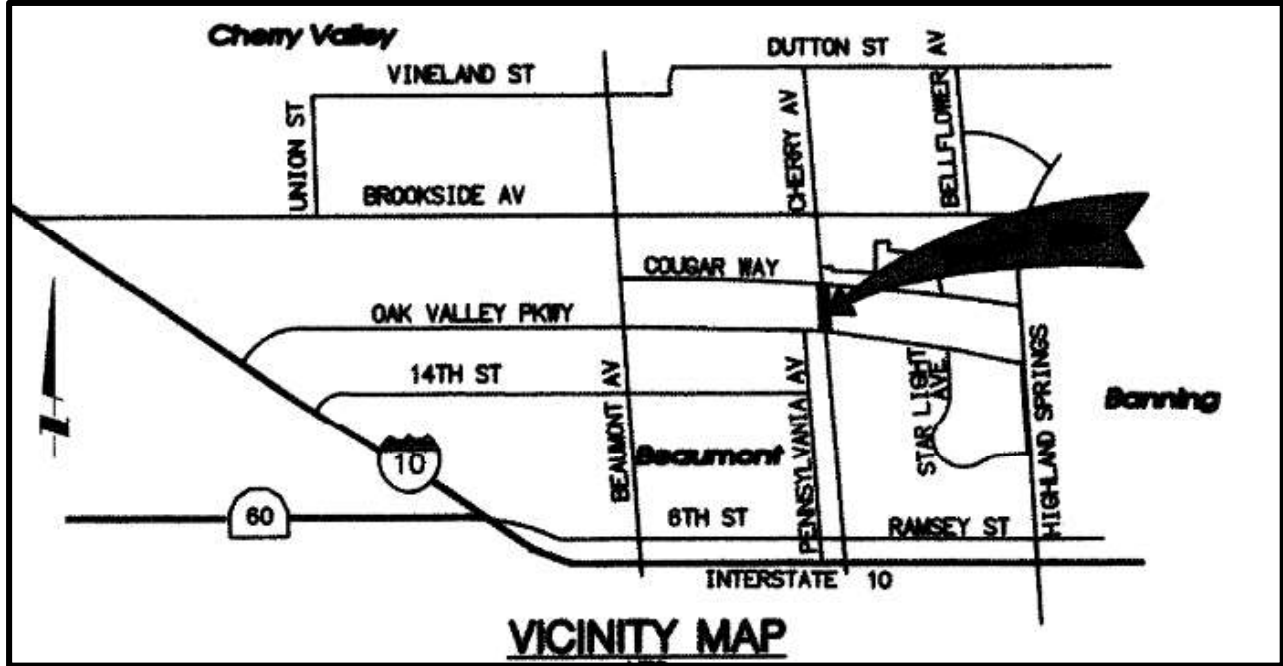 Cherry Valley
DUTTON ST
VINELAND ST
BELLFLOWER AV
CHERRY AV
UNION ST
BROOKSIDE AV
COUGAR WAY
OAK VALLEY PKWY
14TH ST
BEAUMONT AV
PENNSYLVANIA AV
STAR LIGHT
AVE.
HIGHLAND SPRINGS
Banning
Beaumont
10
60
6TH ST
RAMSEY ST
INTERSTATE 10
VICINITY MAP